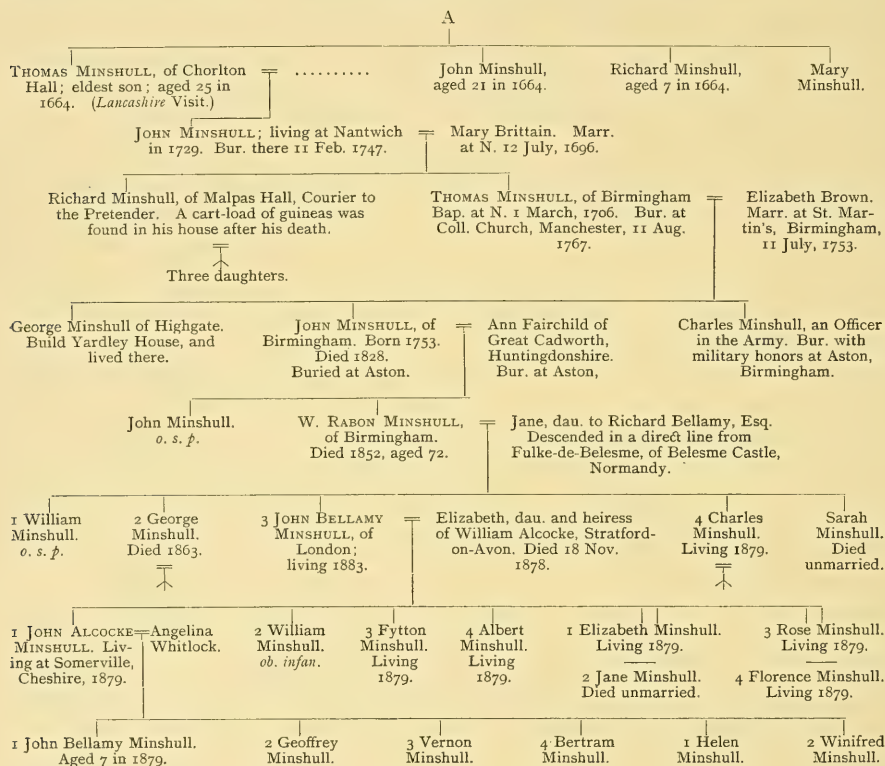 A
THOMAS MINSHULL, of Chorlton
Hall; eldest son; aged 25 in
1664. (Lancashire Visit.)
..........
John Minshull,
aged 21 in 1664.
Richard Minshull,
aged 7 in 1664.
Mary
Minshull.
JOHN MINSHULL; living at Nantwich
in 1729. Bur. there 11 Feb. 1747.
Mary Brittain. Marr.
at N. 12 July, 1696.
Richard Minshull, of Malpas Hall, Courier to
the Pretender. A cart-load of guineas was
found in his house after his death.
Three daughters.
THOMAS MINSHULL, of Birmingham
Bap. at N. 1 March, 1706. Bur. at
Coll. Church, Manchester, 11 Aug.
1767.
Elizabeth Brown.
Marr. at St. Mar-
tin's, Birmingham,
11 July, 1753.
George Minshull of Highgate.
Build Yardley House, and
lived there.
JOHN MINSHULL, of
Birmingham. Born 1753.
Died 1828.
Buried at Aston.
Ann Fairchild of
Great Cadworth,
Huntingdonshire.
Bur. at Aston,
Charles Minshull, an Officer
in the Army. Bur. with
military honors at Aston,
Birmingham.
John Minshull.
o. s. p.
W. RABON MINSHULL,
of Birmingham.
Died 1852, aged 72.
Jane, dau. to Richard Bellamy, Esq.
Descended in a direct line from
Fulke-de-Belesme, of Belesme Castle,
Normandy.
1 William
Minshull.
o. s. p.
2 George
Minshull.
Died 1863.
3 JOHN BELLAMY
MINSHULL, of
London;
living 1883.
Elizabeth, dau. and heiress
of William Alcocke, Stratford-
on-Avon. Died 18 Nov.
1878.
4 Charles
Minshull.
Living 1879.
Sarah
Minshull.
Died
unmarried.
1 JOHN ALCOCKE
MINSHULL. Liv-
ing at Somerville,
Cheshire, 1879.
Angelina
Whitlock.
2 William
Minshull.
ob. infan.
3 Fytton
Minshull.
Living
1879.
4 Albert
Minshull.
Living
1879.
1 Elizabeth Minshull.
Living 1879.
2 Jane Minshull.
Died unmarried.
3 Rose Minshull.
Living 1879.
4 Florence Minshull.
Living 1879.
1 John Bellamy Minshull.
Aged 7 in 1879.
2 Geoffrey
Minshull.
3 Vernon
Minshull.
4 Bertram
Minshull.
1 Helen
Minshull.
2 Winifred
Minshull.